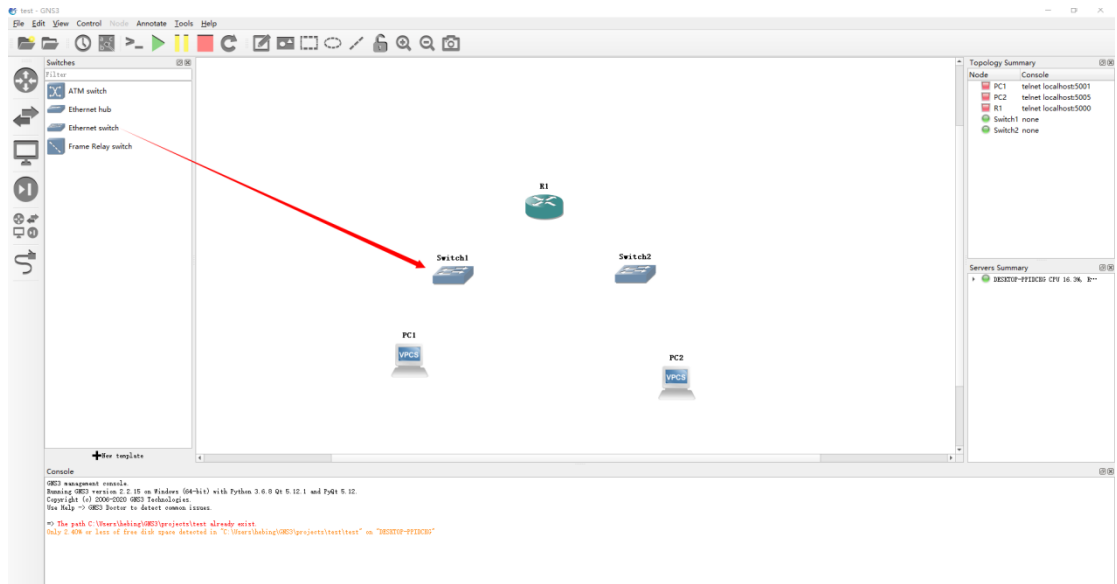 test - GNS3
File Edit View Control Node Annotate Tools Help
Switches
Filter
ATM switch
Ethernet hub
Ethernet switch
Frame Relay switch
New template
R1
Switch1
Switch2
PC1
VPCS
PC2
VPCS
Topology Summary
Node Console
PC1 telnet localhost:5001
PC2 telnet localhost:5005
R1 telnet localhost:5000
Switch1 none
Switch2 none
Servers Summary
CPU 16.3%, R...
Console
GNS3 management console.
Running GNS3 version 2.2.15 on Windows (64-bit) with Python 3.6.8 Qt 5.12.1 and PyQt 5.12.
Copyright (c) 2006-2020 GNS3 Technologies.
Use Help -> GNS3 Doctor to detect common issues.
=> The path C:\Users\hebing\GNS3\projects\test already exist
Only 2.40% or less of free disk space detected in "C:\Users\hebing\GNS3\projects\test\test" on